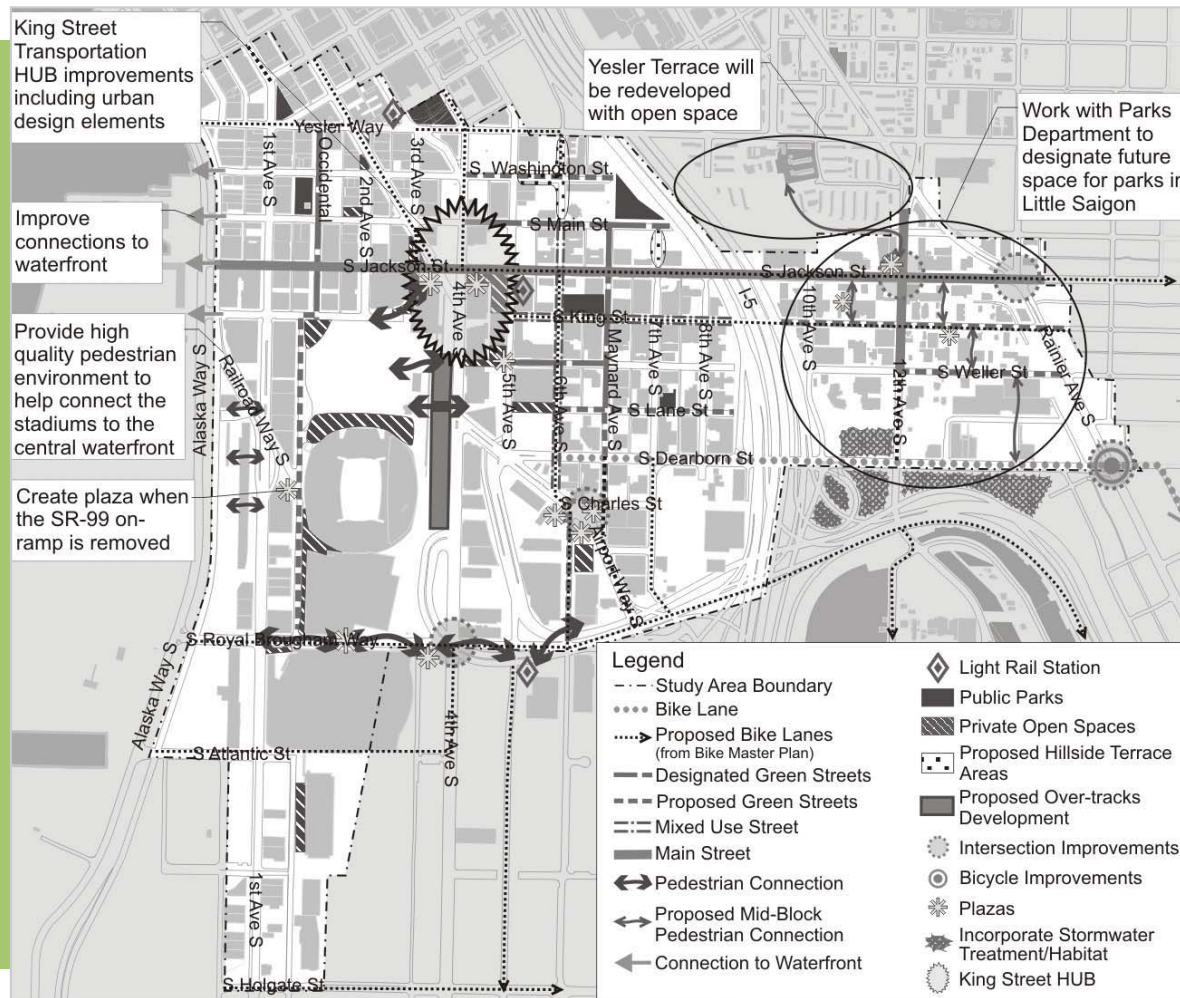 King Street
Transportation
HUB improvements
including urban
design elements
Yesler Terrace will
be redeveloped
with open space
Work with Parks
Department to
designate future
space for parks in
Little Saigon
Improve
connections to
waterfront
Provide high
quality pedestrian
environment to
help connect the
stadiums to the
central waterfront
Create plaza when
the SR-99 on-
ramp is removed
Yesler Way
1st Ave S
Occidental
2nd Ave S
3rd Ave S
S. Washington St.
S Main St
S Jackson St
S Jackson St.
4th Ave S
I-5
10th Ave S
S King St
Maynard Ave S
7th Ave S
8th Ave S
5th Ave S
6th Ave S
12th Ave S
Rainier Ave S
S Weller St
S Lane St
S Dearborn St
S Charles St
Airport Way S
Alaska Way S
Railroad Way S
S Royal Brougham Way
Alaska Way S
4th Ave S
S Atlantic St
1st Ave S
S Holgate St
Legend
Study Area Boundary
Bike Lane
Proposed Bike Lanes
(from Bike Master Plan)
Designated Green Streets
Proposed Green Streets
Mixed Use Street
Main Street
Pedestrian Connection
Proposed Mid-Block
Pedestrian Connection
Connection to Waterfront
Light Rail Station
Public Parks
Private Open Spaces
Proposed Hillside Terrace
Areas
Proposed Over-tracks
Development
Intersection Improvements
Bicycle Improvements
Plazas
Incorporate Stormwater
Treatment/Habitat
King Street HUB